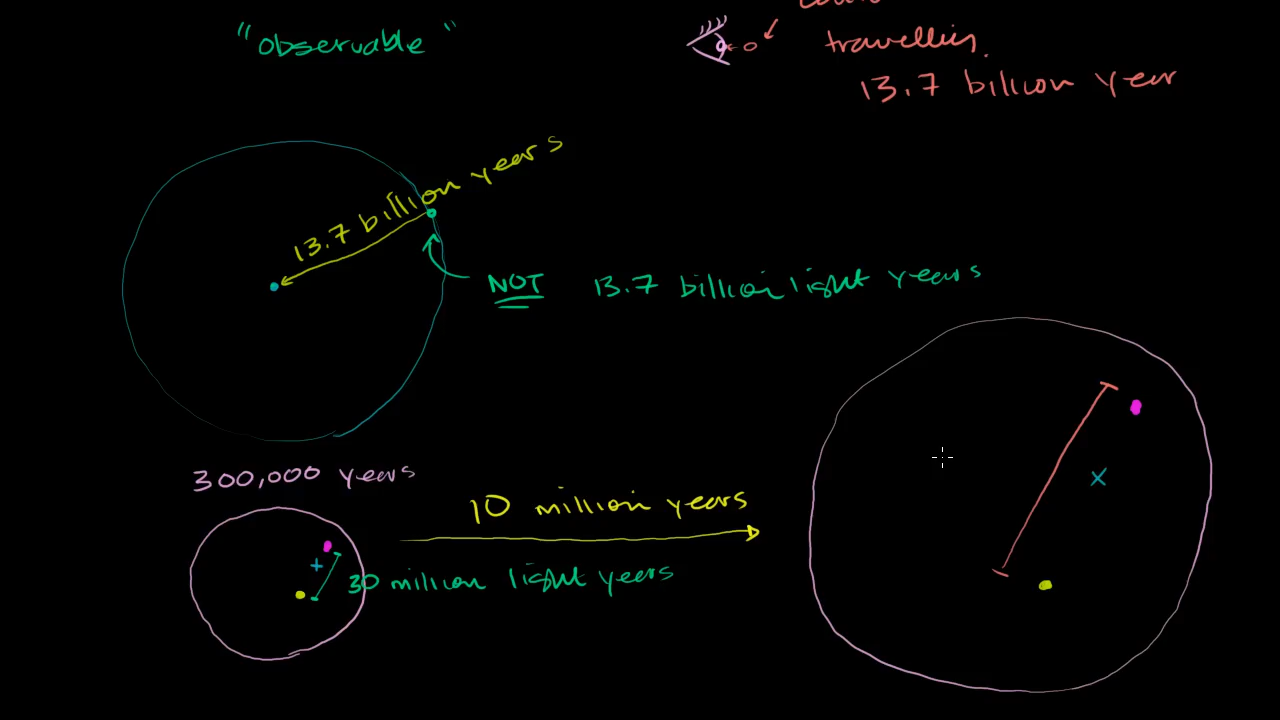 "observable"
travelling
13.7 billion year
13.7 billion years
NOT 13.7 billion light years
300,000 years
10 million years
30 million light years